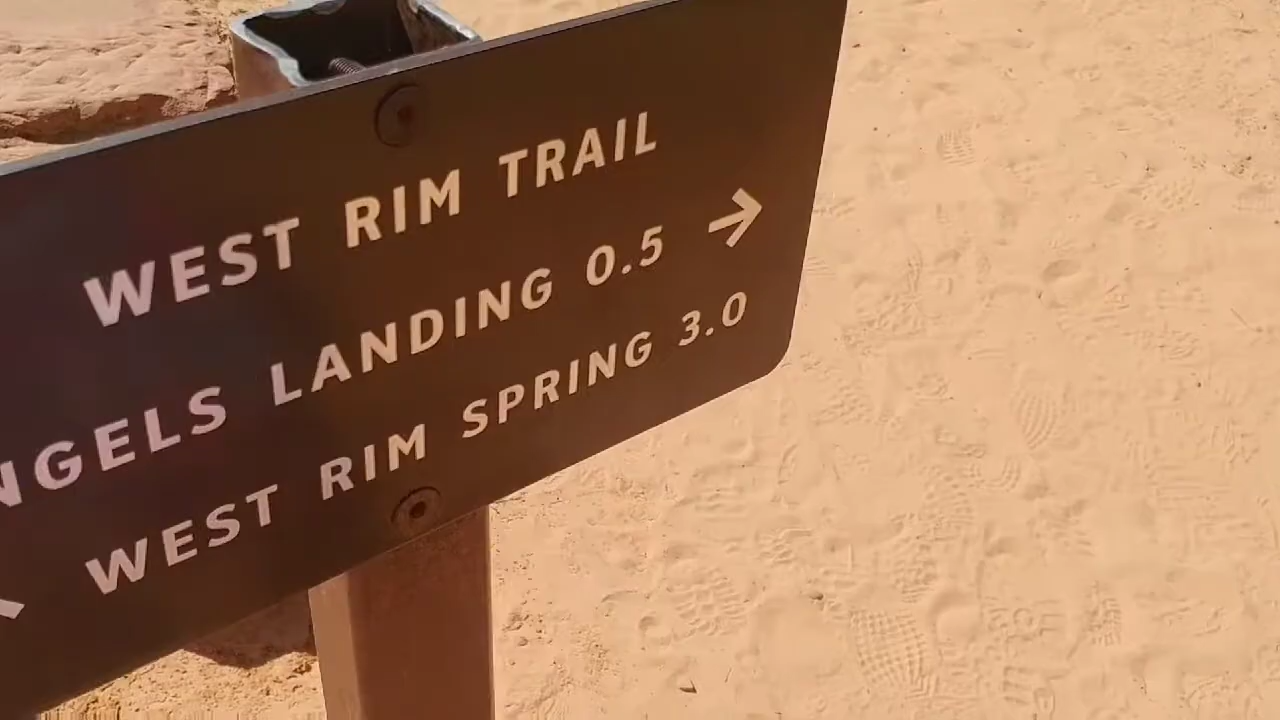 WEST RIM TRAIL
NGELS LANDING 0.5 →
WEST RIM SPRING 3.0